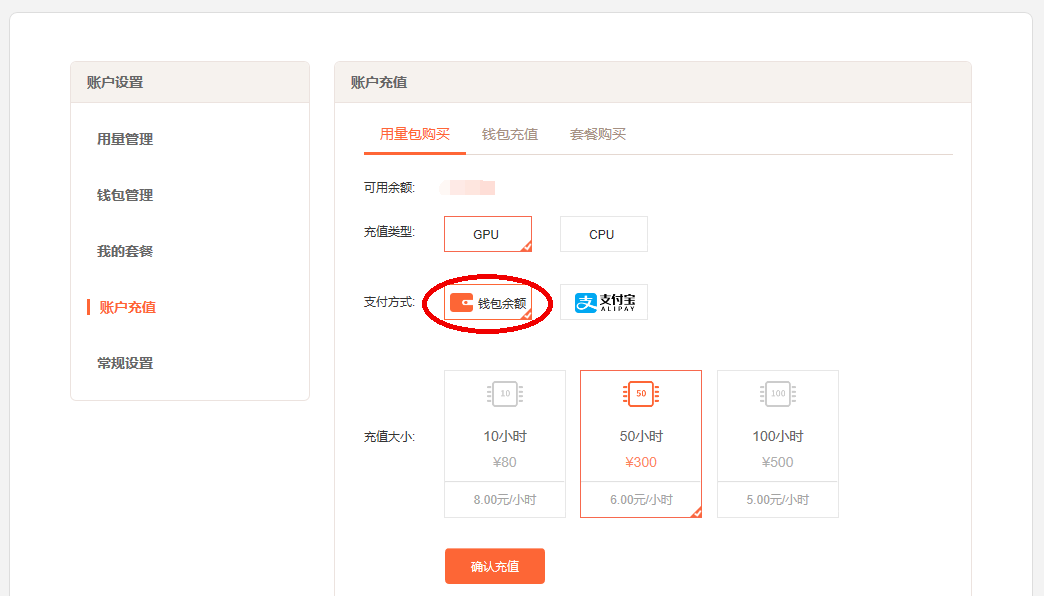 账户设置
用量管理
钱包管理
我的套餐
账户充值
常规设置
账户充值
用量包购买 钱包充值 套餐购买
可用余额:
充值类型: GPU CPU
支付方式: 钱包余额 支 支付宝 ALIPAY
充值大小:
10
10小时
¥80
8.00元/小时
50
50小时
¥300
6.00元/小时
100
100小时
¥500
5.00元/小时
确认充值